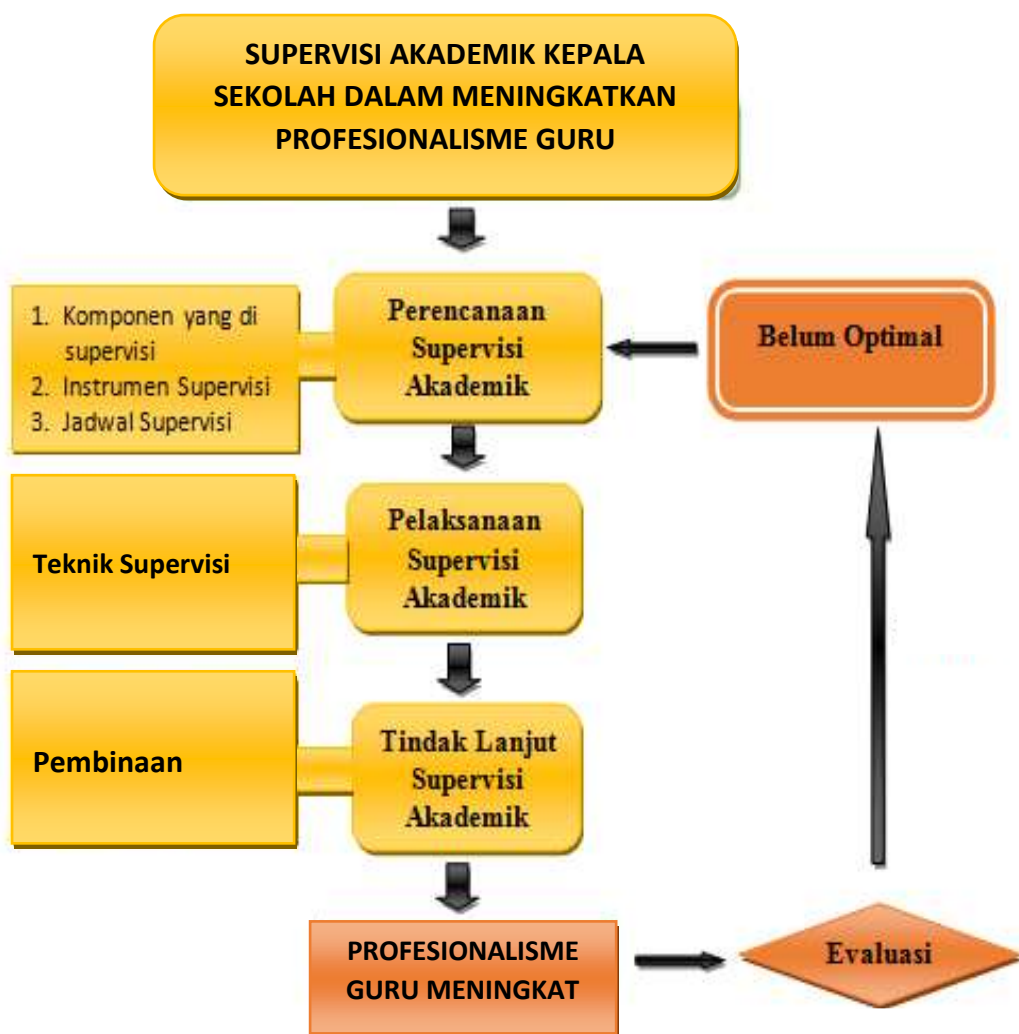 SUPERVISI AKADEMIK KEPALA
SEKOLAH DALAM MENINGKATKAN
PROFESIONALISME GURU
1. Komponen yang di
supervisi
2. Instrumen Supervisi
3. Jadwal Supervisi
Perencanaan
Supervisi
Akademik
Belum Optimal
Teknik Supervisi
Pelaksanaan
Supervisi
Akademik
Pembinaan
Tindak Lanjut
Supervisi
Akademik
PROFESIONALISME
GURU MENINGKAT
Evaluasi